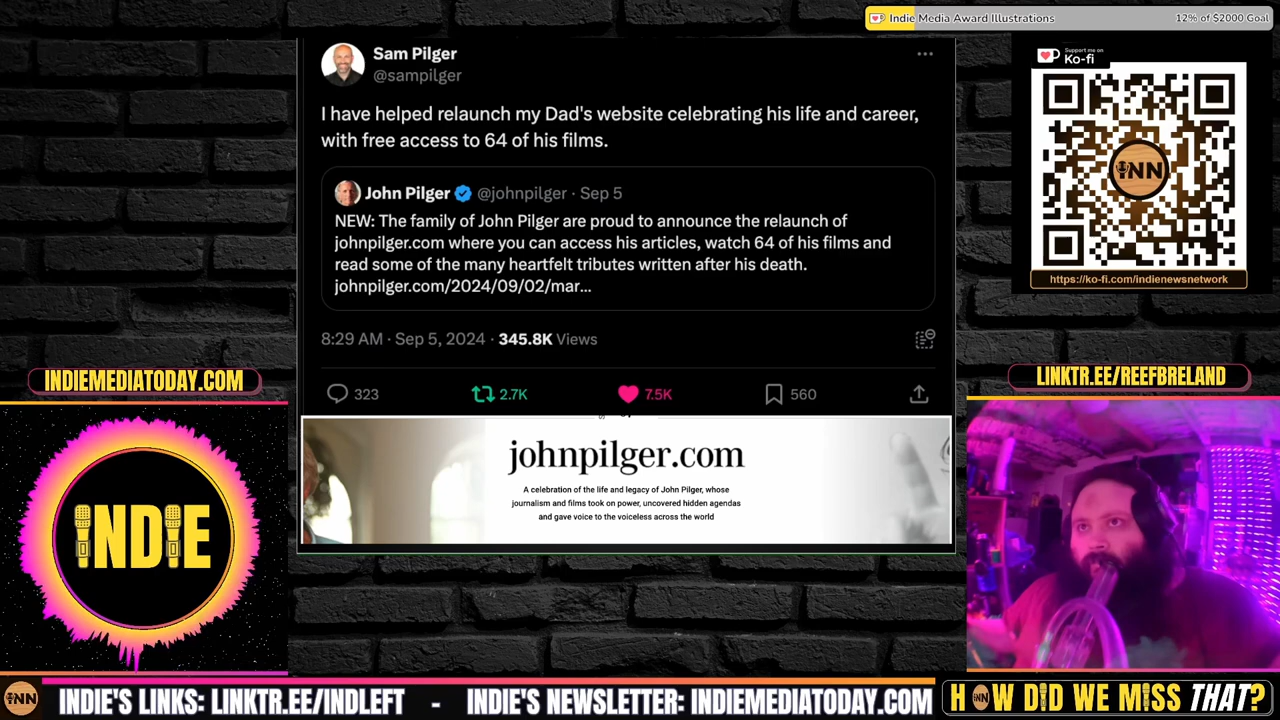 Indie Media Award Illustrations
12% of $2000 Goal
Sam Pilger
@sampilger
I have helped relaunch my Dad's website celebrating his life and career,
with free access to 64 of his films.
John Pilger @johnpilger · Sep 5
NEW: The family of John Pilger are proud to announce the relaunch of
johnpilger.com where you can access his articles, watch 64 of his films and
read some of the many heartfelt tributes written after his death.
johnpilger.com/2024/09/02/mar...
8:29 AM · Sep 5, 2024 · 345.8K Views
323
2.7K
7.5K
560
johnpilger.com
A celebration of the life and legacy of John Pilger, whose
journalism and films took on power, uncovered hidden agendas
and gave voice to the voiceless across the world
Support me on
Ko-fi
iNN
https://ko-fi.com/indienewsnetwork
INDIEMEDIATODAY.COM
LINKTR.EE/REEFBRELAND
INDIE
iNN
INDIE'S LINKS: LINKTR.EE/INDLEFT - INDIE'S NEWSLETTER: INDIEMEDIATODAY.COM
HOW DID WE MISS THAT?